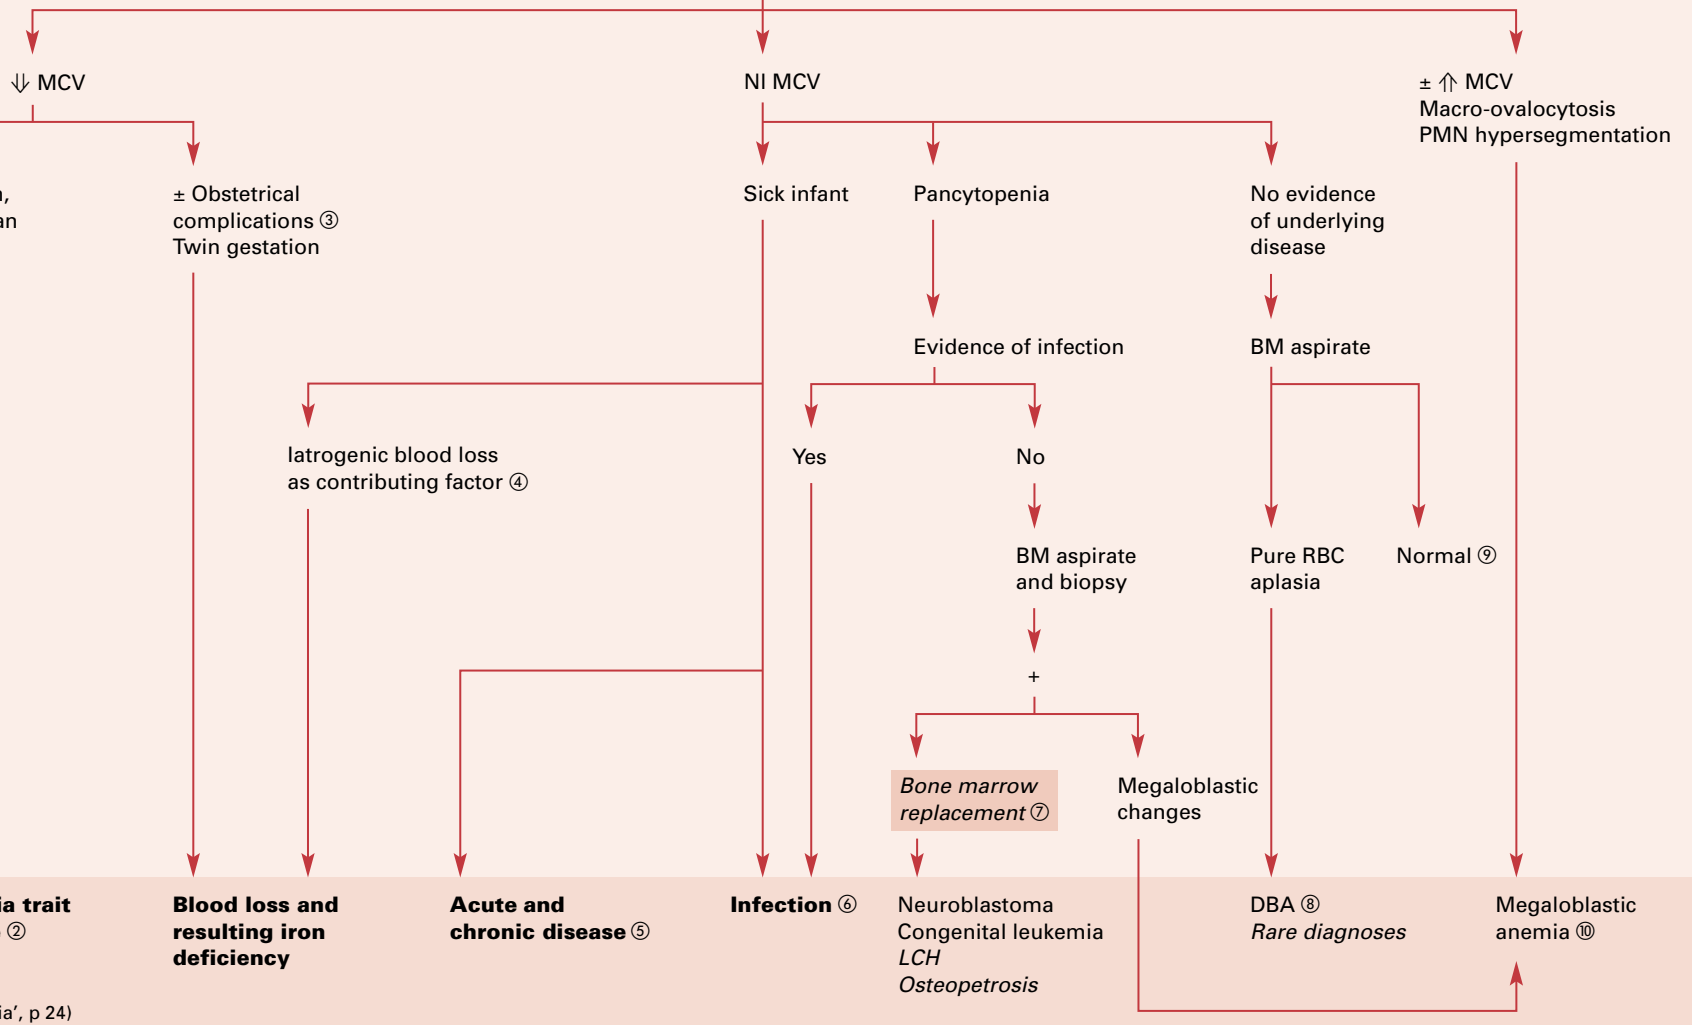 ⇓ MCV
Nl MCV
± ⇑ MCV
Macro-ovalocytosis
PMN hypersegmentation
± Obstetrical
complications ③
Twin gestation
Sick infant
Pancytopenia
No evidence
of underlying
disease
Evidence of infection
BM aspirate
Iatrogenic blood loss
as contributing factor ④
Yes
No
BM aspirate
and biopsy
Pure RBC
aplasia
Normal ⑨
+
Bone marrow
replacement ⑦
Megaloblastic
changes
trait
②
Blood loss and
resulting iron
deficiency
Acute and
chronic disease ⑤
Infection ⑥
Neuroblastoma
Congenital leukemia
LCH
Osteopetrosis
DBA ⑧
Rare diagnoses
Megaloblastic
anemia ⑩
p 24)